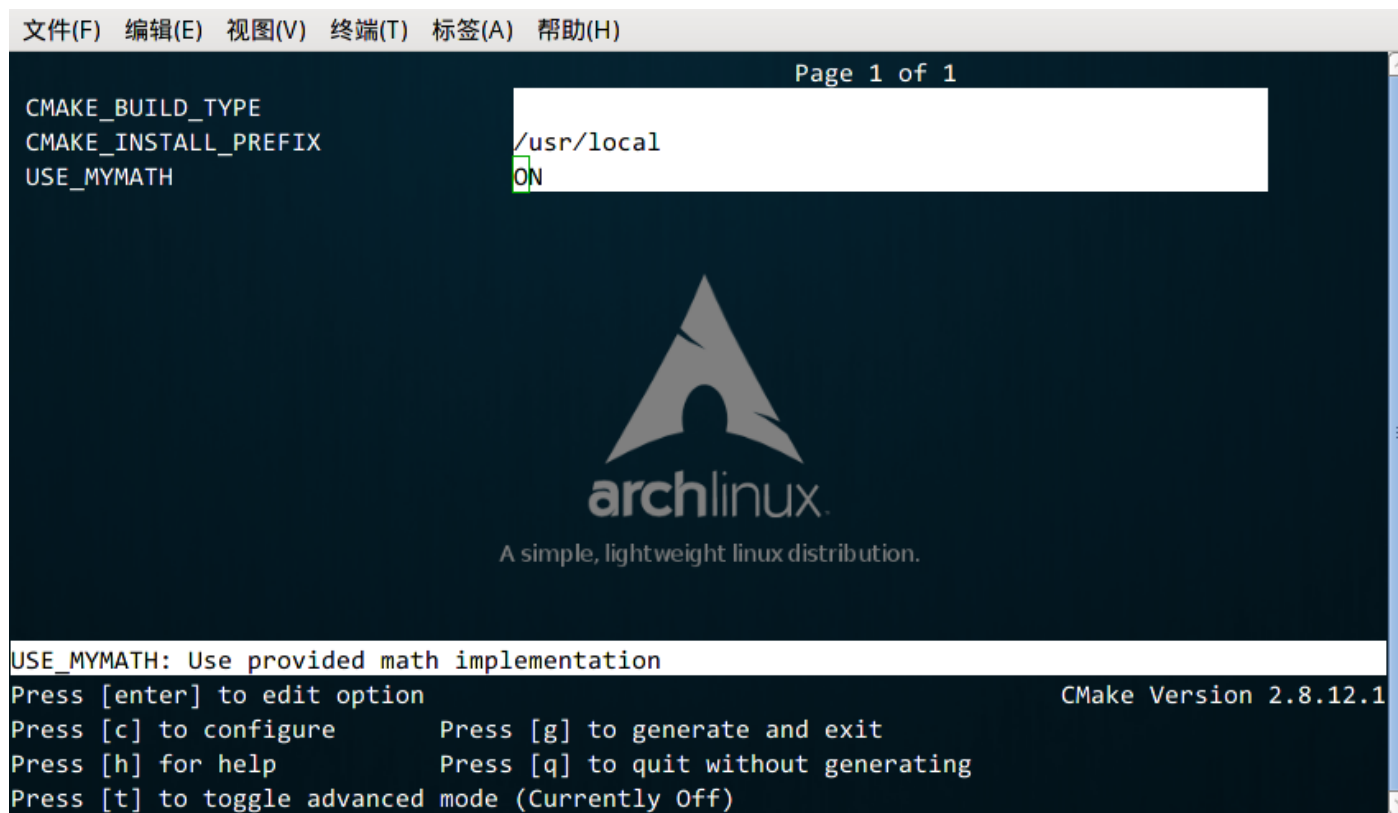 文件(F) 编辑(E) 视图(V) 终端(T) 标签(A) 帮助(H)
Page 1 of 1
CMAKE_BUILD_TYPE
CMAKE_INSTALL_PREFIX /usr/local
USE_MYMATH ON
archlinux
A simple, lightweight linux distribution.
USE_MYMATH: Use provided math implementation
Press [enter] to edit option CMake Version 2.8.12.1
Press [c] to configure Press [g] to generate and exit
Press [h] for help Press [q] to quit without generating
Press [t] to toggle advanced mode (Currently Off)